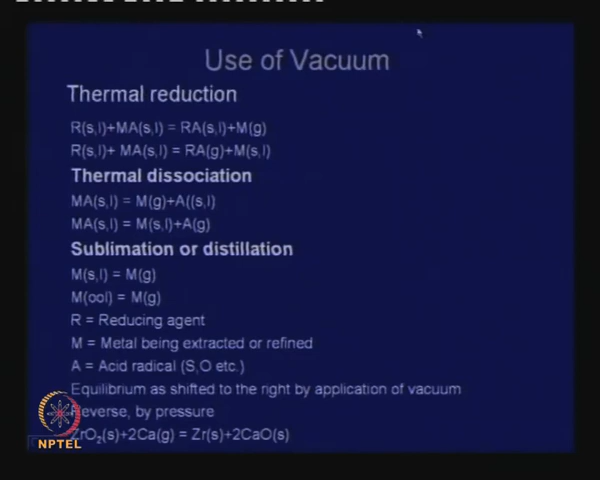 Use of Vacuum
Thermal reduction
R(s,l)+MA(s,l) = RA(s,l)+M(g)
R(s,l)+ MA(s,l) = RA(g)+M(s,l)
Thermal dissociation
MA(s,l) = M(g)+A((s,l)
MA(s,l) = M(s,l)+A(g)
Sublimation or distillation
M(s,l) = M(g)
M(ool) = M(g)
R = Reducing agent
M = Metal being extracted or refined
A = Acid radical (S,O etc.)
Equilibrium as shifted to the right by application of vacuum
Reverse, by pressure
ZrO₂(s)+2Ca(g) = Zr(s)+2CaO(s)
NPTEL